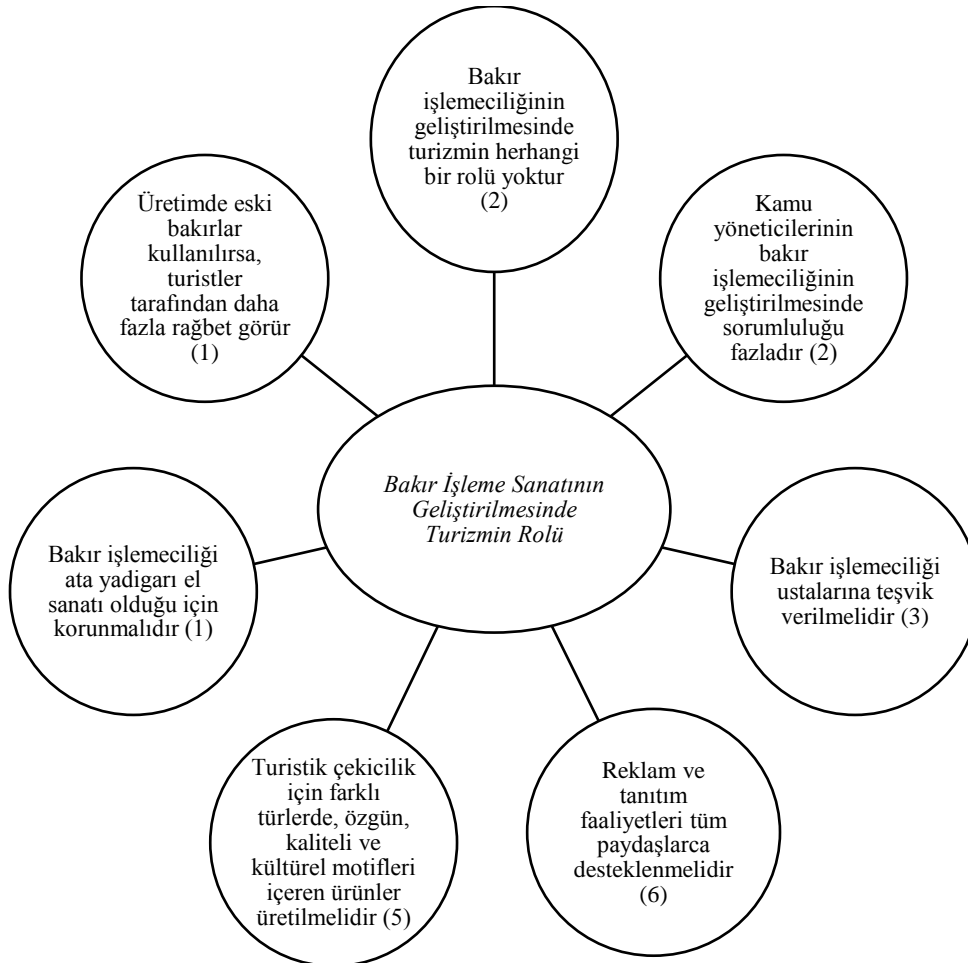 Bakır
işlemeciliğinin
geliştirilmesinde
turizmin herhangi
bir rolü yoktur
(2)
Kamu
yöneticilerinin
bakır
işlemeciliğinin
geliştirilmesinde
sorumluluğu
fazladır (2)
Bakır işlemeciliği
ustalarına teşvik
verilmelidir (3)
Reklam ve
tanıtım
faaliyetleri tüm
paydaşlarca
desteklenmelidir
(6)
Turistik çekicilik
için farklı
türlerde, özgün,
kaliteli ve
kültürel motifleri
içeren ürünler
üretilmelidir (5)
Bakır işlemeciliği
ata yadigarı el
sanatı olduğu için
korunmalıdır (1)
Üretimde eski
bakırlar
kullanılırsa,
turistler
tarafından daha
fazla rağbet görür
(1)
Bakır İşleme Sanatının
Geliştirilmesinde
Turizmin Rolü